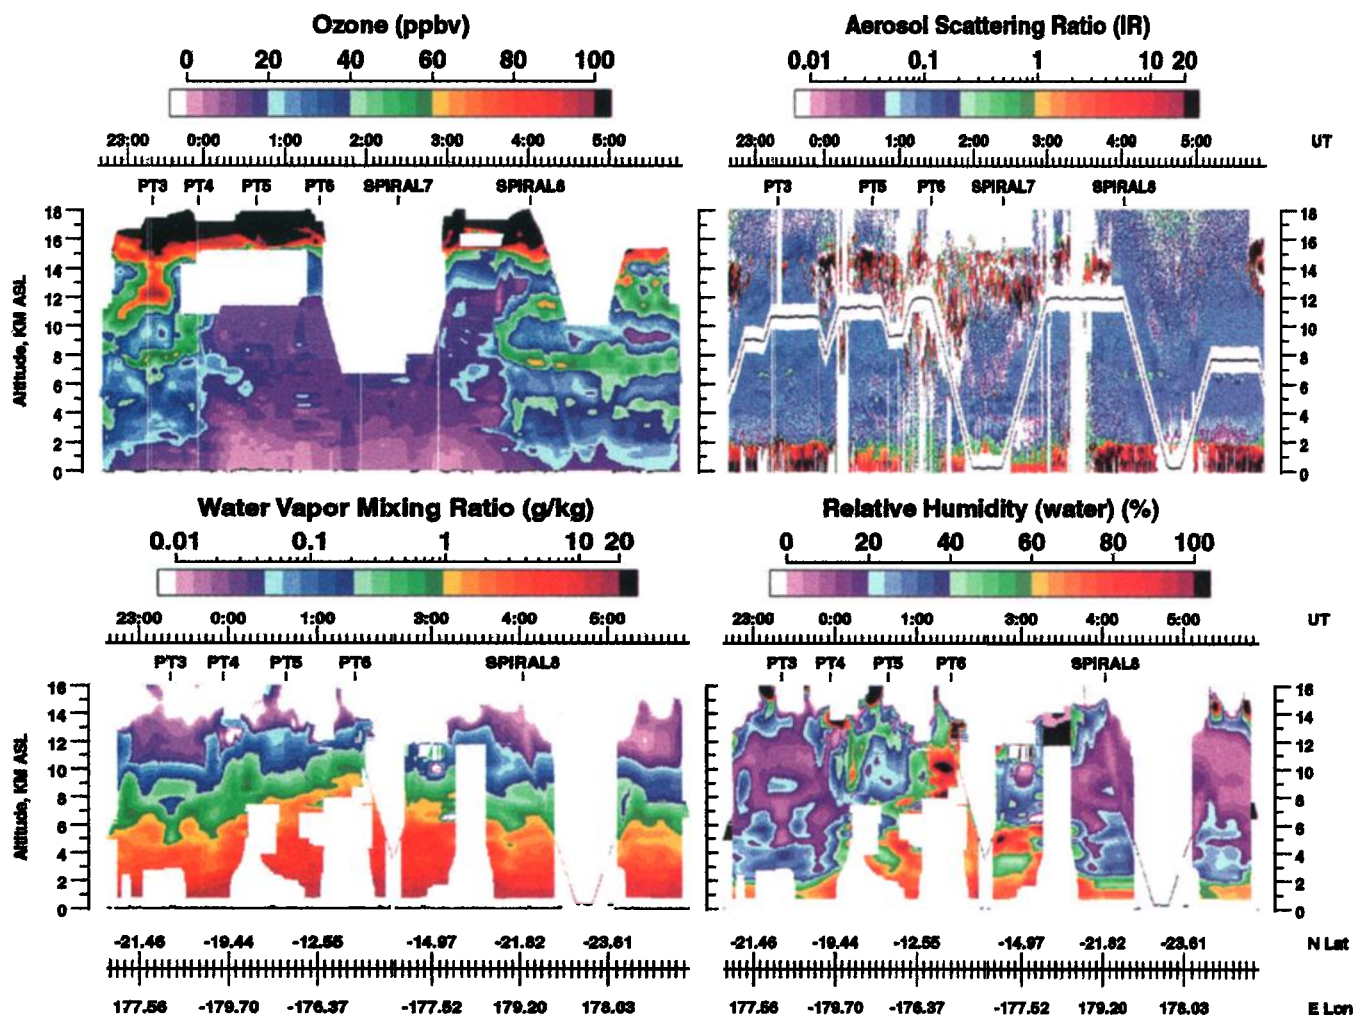 Ozone (ppbv)
0 20 40 60 80 100
23:00 0:00 1:00 2:00 3:00 4:00 5:00
PT3 PT4 PT5 PT6 SPIRAL7 SPIRAL8
18
16
14
12
10
8
6
4
2
0
Altitude, KM ASL
Aerosol Scattering Ratio (IR)
0.01 0.1 1 10 20
23:00 0:00 1:00 2:00 3:00 4:00 5:00 UT
PT3 PT5 PT6 SPIRAL7 SPIRAL8
18
16
14
12
10
8
6
4
2
0
Water Vapor Mixing Ratio (g/kg)
0.01 0.1 1 10 20
23:00 0:00 1:00 3:00 4:00 5:00
PT3 PT4 PT5 PT6 SPIRAL8
16
14
12
10
8
6
4
2
0
Altitude, KM ASL
-21.46 -19.44 -12.55 -14.97 -21.82 -23.61
177.56 -179.70 -176.37 -177.52 179.20 178.03
Relative Humidity (water) (%)
0 20 40 60 80 100
23:00 0:00 1:00 3:00 4:00 5:00 UT
PT3 PT4 PT5 PT6 SPIRAL8
16
14
12
10
8
6
4
2
0
-21.46 -19.44 -12.55 -14.97 -21.82 -23.61 N Lat
177.56 -179.70 -176.37 -177.52 179.20 178.03 E Lon